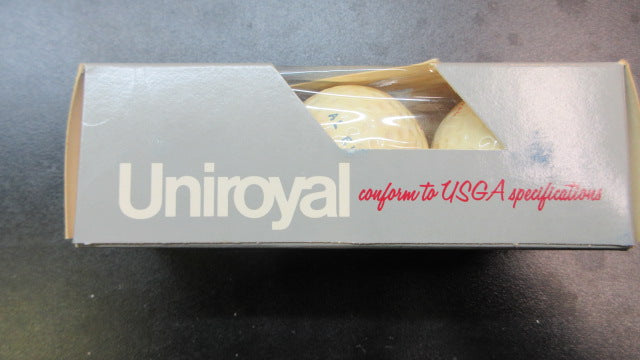 Uniroyal conform to USGA specifications